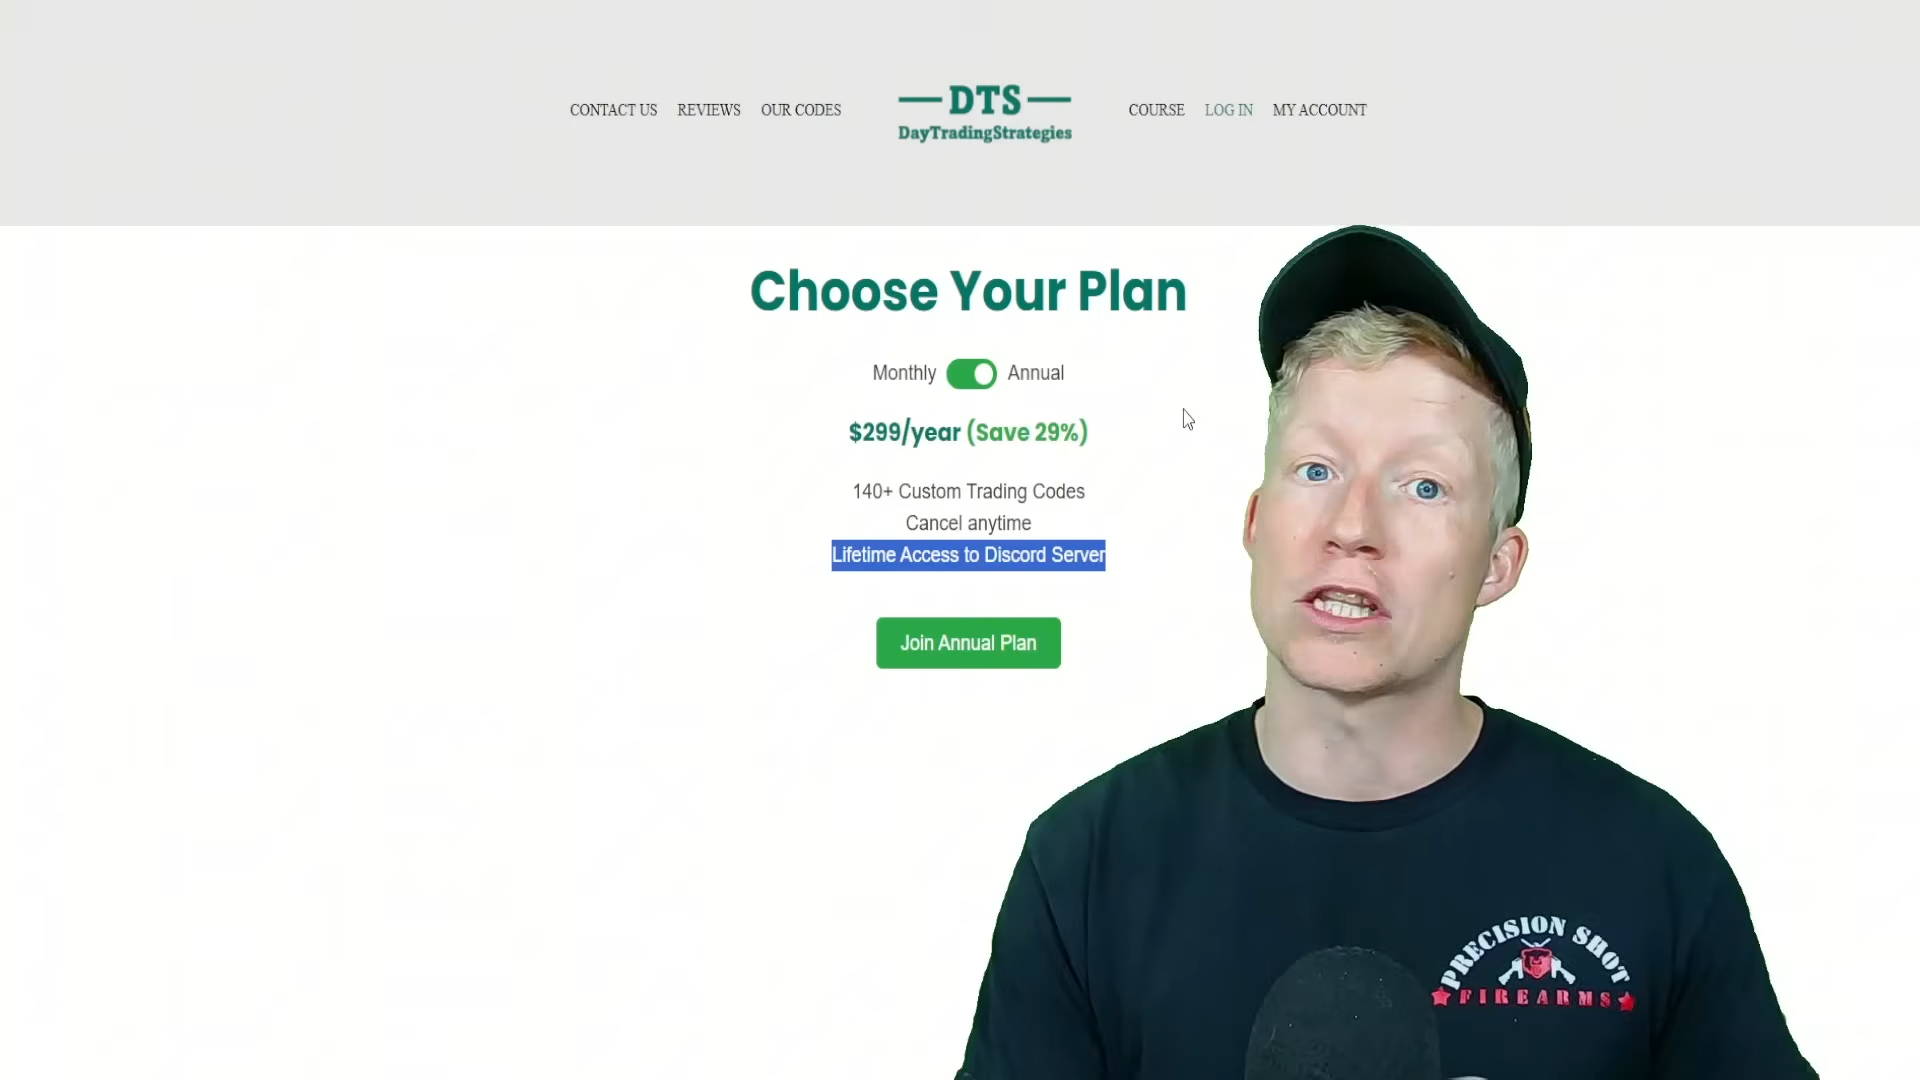 CONTACT US REVIEWS OUR CODES
DTS
DayTradingStrategies
COURSE LOG IN MY ACCOUNT
Choose Your Plan
Monthly Annual
$299/year (Save 29%)
140+ Custom Trading Codes
Cancel anytime
Lifetime Access to Discord Server
Join Annual Plan
PRECISION SHOT
FIREARMS